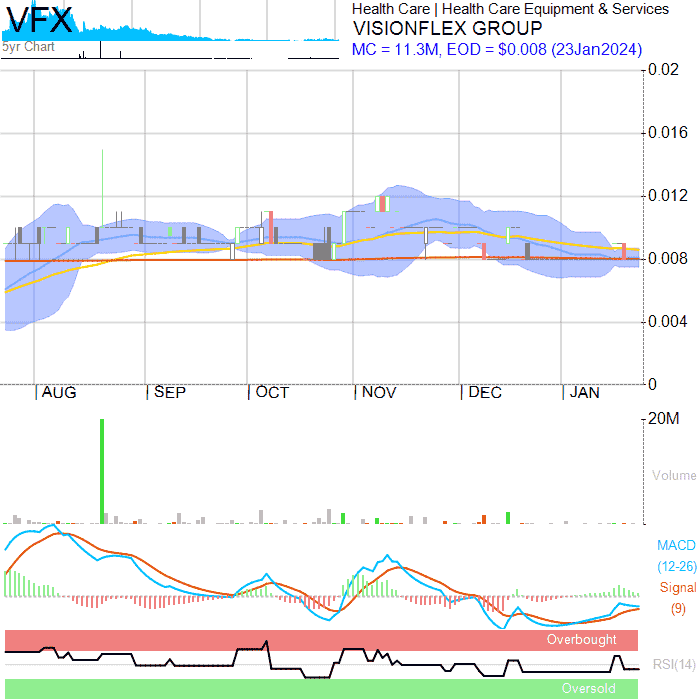 VFX
5yr Chart
Health Care | Health Care Equipment & Services
VISIONFLEX GROUP
MC = 11.3M, EOD = $0.008 (23Jan2024)
0.02
0.016
0.012
0.008
0.004
0
AUG SEP OCT NOV DEC JAN
20M
Volume
MACD
(12-26)
Signal
(9)
Overbought
RSI(14)
Oversold